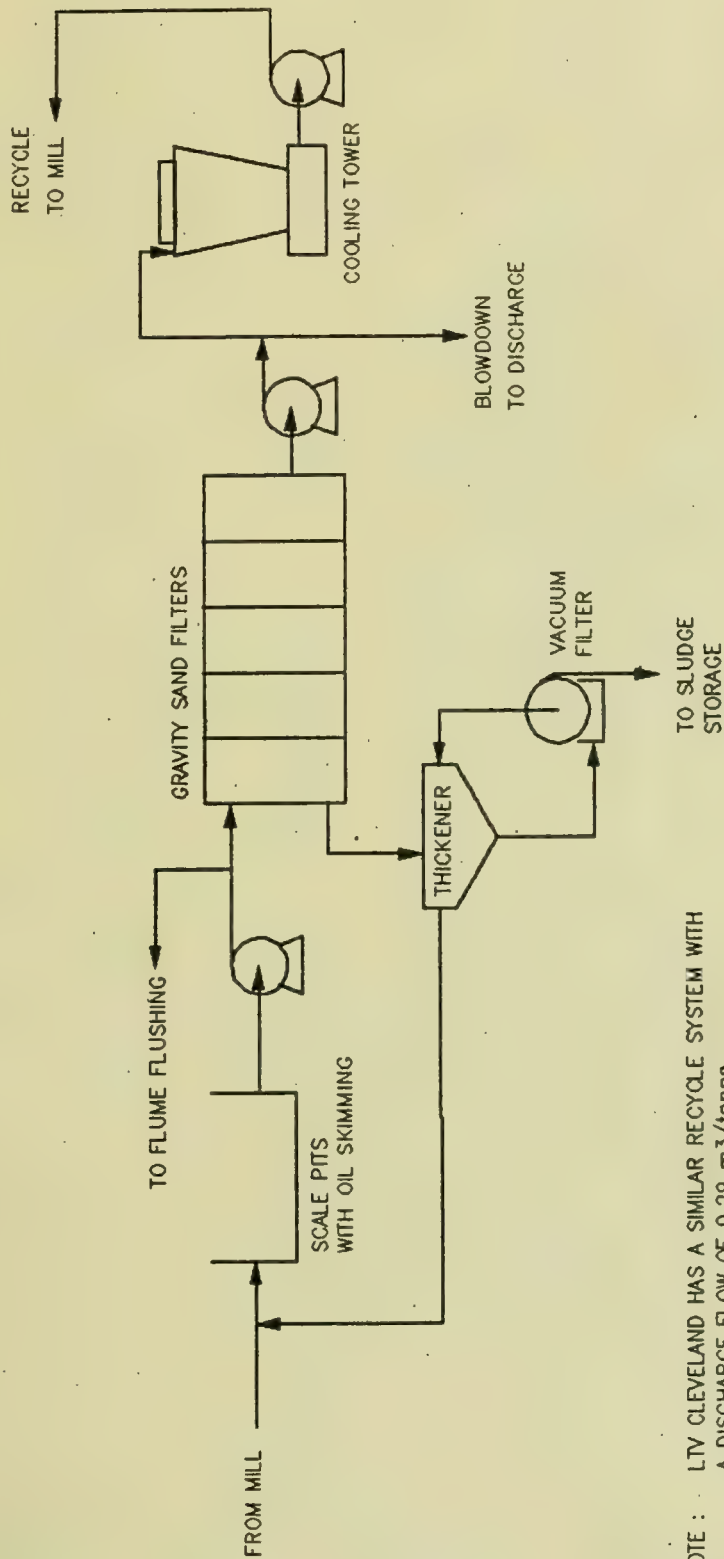 RECYCLE
TO MILL
COOLING TOWER
BLOWDOWN
TO DISCHARGE
GRAVITY SAND FILTERS
VACUUM
FILTER
TO SLUDGE
STORAGE
THICKENER
TO FLUME FLUSHING
SCALE PITS
WITH OIL SKIMMING
FROM MILL
OTE : LTV CLEVELAND HAS A SIMILAR RECYCLE SYSTEM WITH